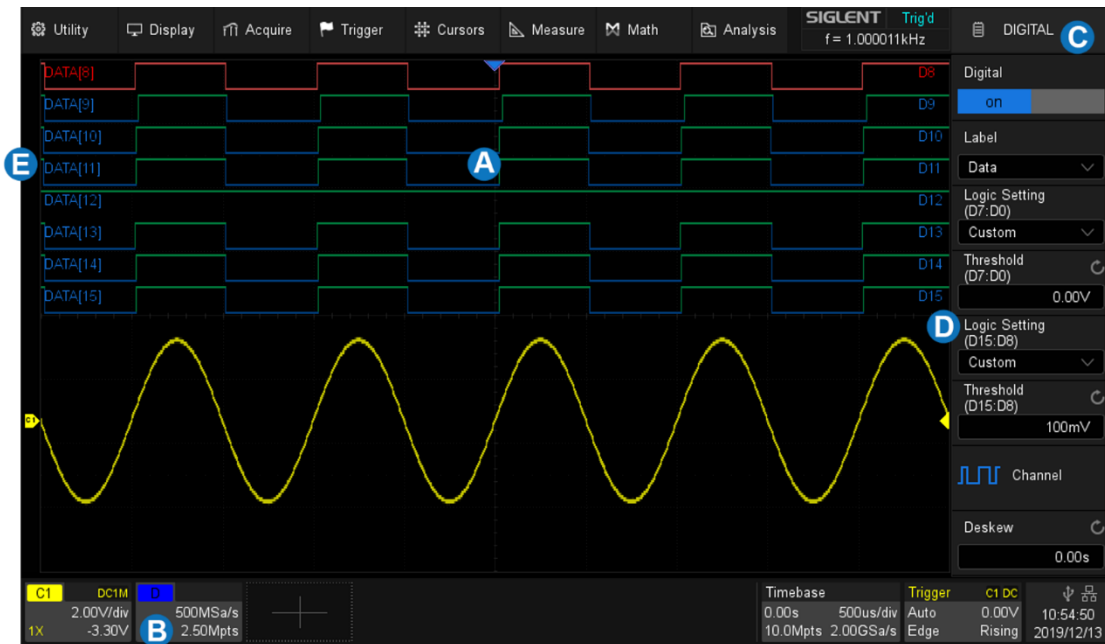 Utility
Display
Acquire
Trigger
Cursors
Measure
Math
Analysis
SIGLENT Trig'd
f = 1.000011kHz
DIGITAL
C
DATA[8] D8
DATA[9] D9
DATA[10] D10
DATA[11] D11
E
A
DATA[12] D12
DATA[13] D13
DATA[14] D14
DATA[15] D15
C1
Digital
on
Label
Data
Logic Setting
(D7:D0)
Custom
Threshold
(D7:D0)
0.00V
D
Logic Setting
(D15:D8)
Custom
Threshold
(D15:D8)
100mV
Channel
Deskew
0.00s
C1 DC1M
2.00V/div
1X -3.30V
D
500MSa/s
2.50Mpts
B
Timebase
0.00s 500us/div
10.0Mpts 2.00GSa/s
Trigger C1 DC
Auto 0.00V
Edge Rising
10:54:50
2019/12/13